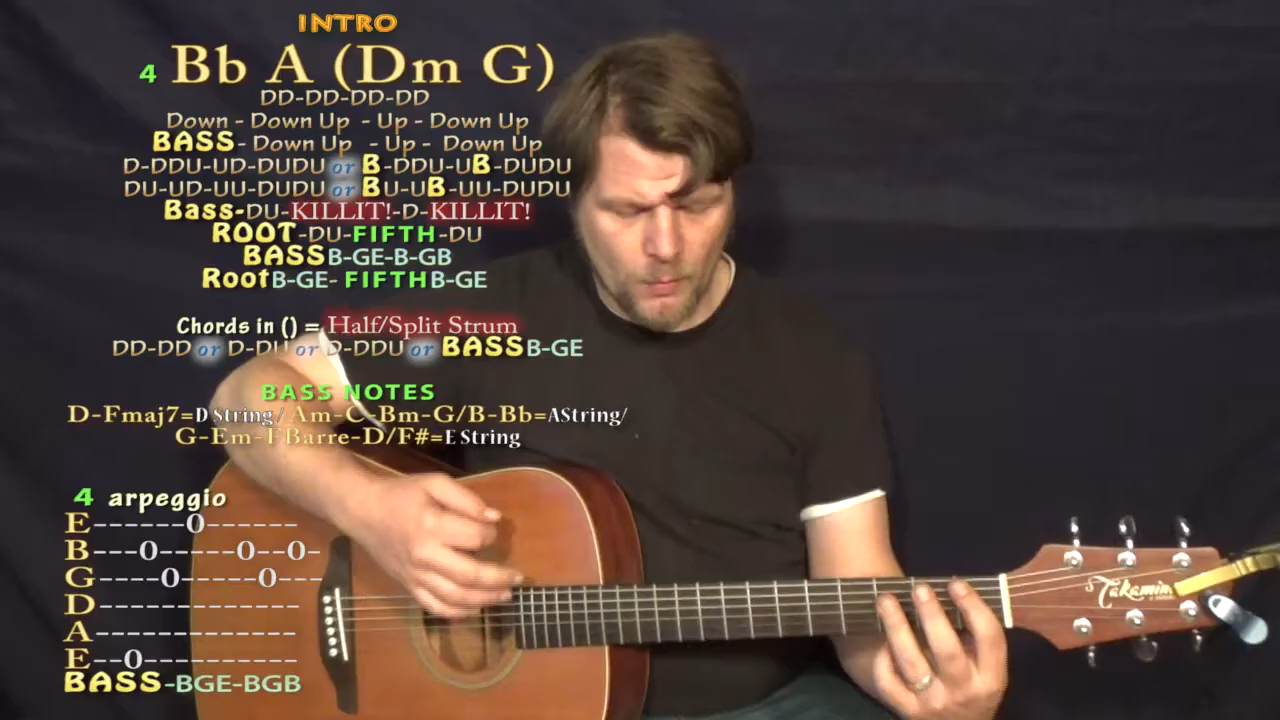 INTRO
4 Bb A (Dm G)
DD-DD-DD-DD
Down - Down Up - Up - Down Up
BASS - Down Up - Up - Down Up
D-DDU-UD-DUDU or B-DDU-UB-DUDU
DU-UD-UU-DUDU or BU-UB-UU-DUDU
Bass-DU-KILLIT!-D-KILLIT!
ROOT-DU-FIFTH-DU
BASSB-GE-B-GB
RootB-GE- FIFTHB-GE
Chords in () = Half/Split Strum
DD-DD or D-DU or D-DDU or BASSB-GE
BASS NOTES
D-Fmaj7=D String/ Am-C-Bm-G/B-Bb=AString/
G-Em-FBarre-D/F#=E String
4 arpeggio
E------0------
B---0-----0--0-
G----0-----0---
D-------------
A-------------
E--0----------
BASS-BGE-BGB
Takamine